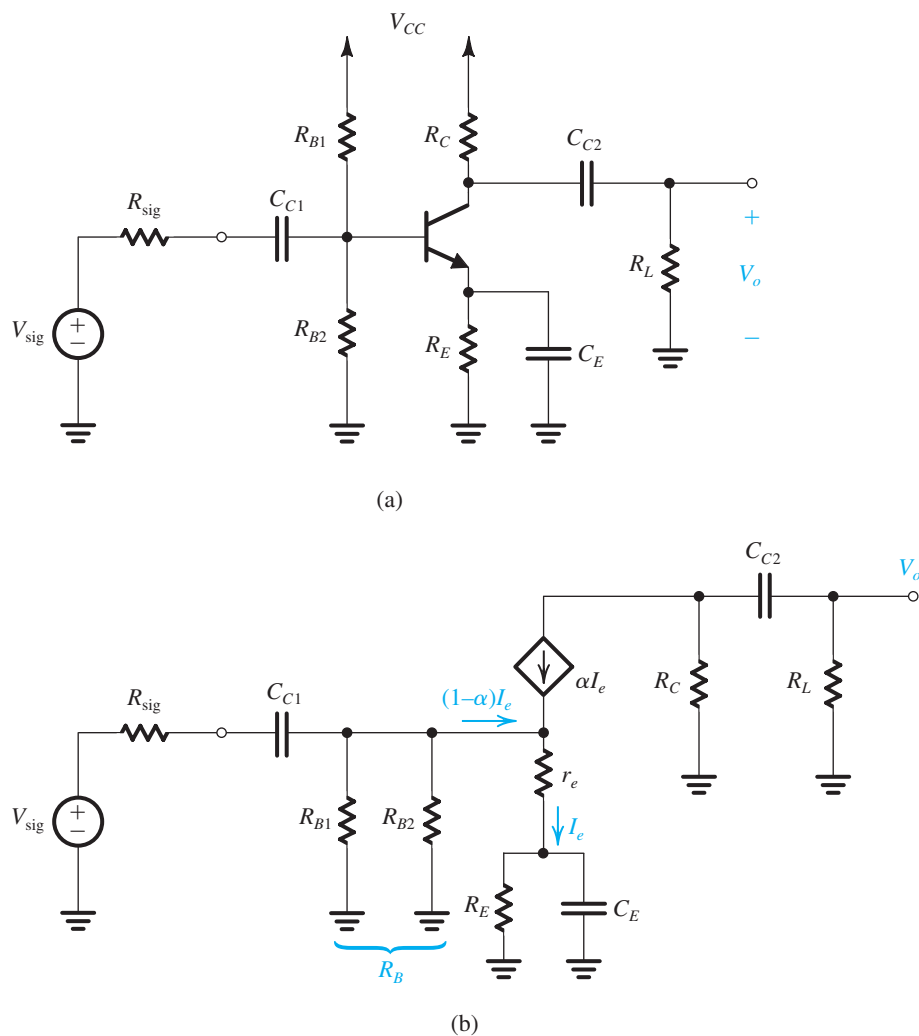 V_CC
R_B1
R_C
C_C2
C_C1
R_sig
+
R_L
V_o
V_sig
+
−
R_B2
R_E
C_E
−
(a)
C_C2
V_o
αI_e
R_C
R_L
(1–α)I_e
C_C1
R_sig
r_e
V_sig
+
−
R_B1
R_B2
I_e
R_E
C_E
R_B
(b)